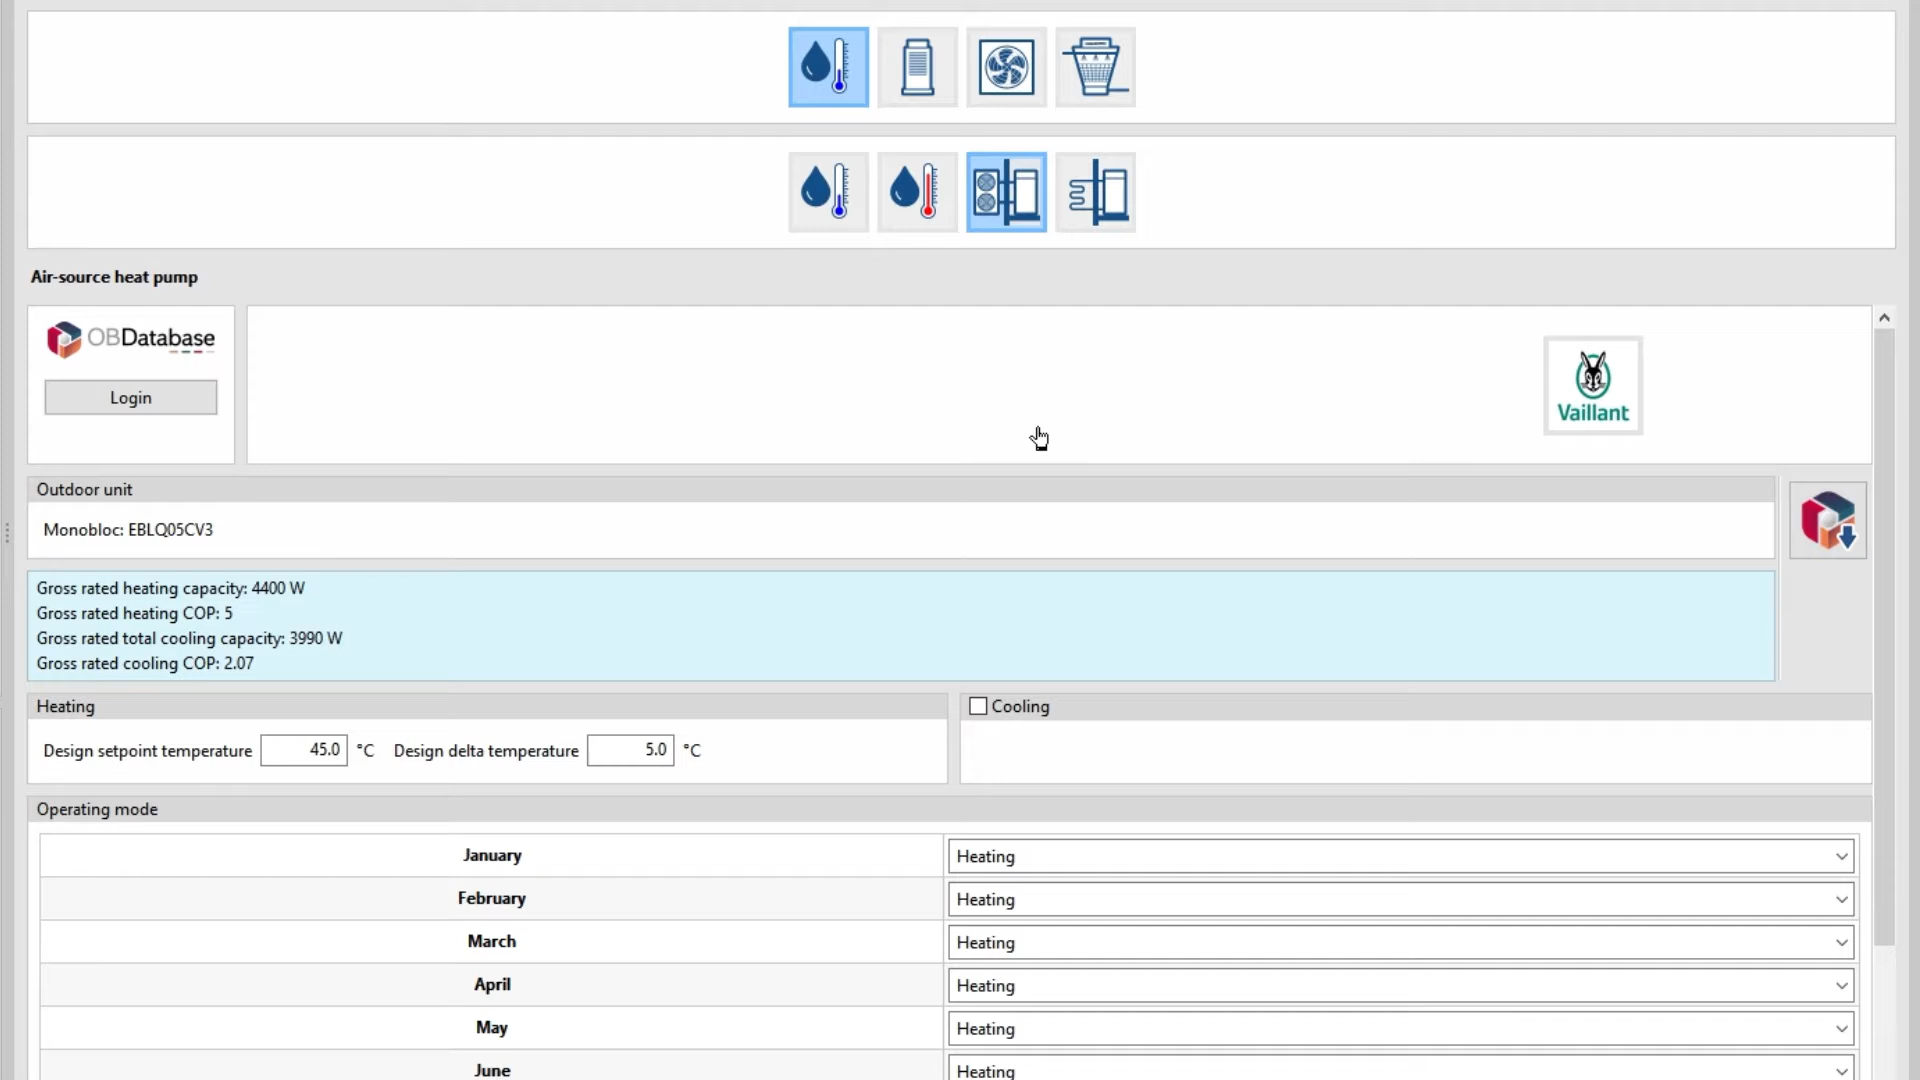 Air-source heat pump
OBDatabase
Login
Vaillant
Outdoor unit
Monobloc: EBLQ05CV3
Gross rated heating capacity: 4400 W
Gross rated heating COP: 5
Gross rated total cooling capacity: 3990 W
Gross rated cooling COP: 2.07
Heating
Design setpoint temperature 45.0 °C Design delta temperature 5.0 °C
Cooling
Operating mode
January Heating
February Heating
March Heating
April Heating
May Heating
June Heating